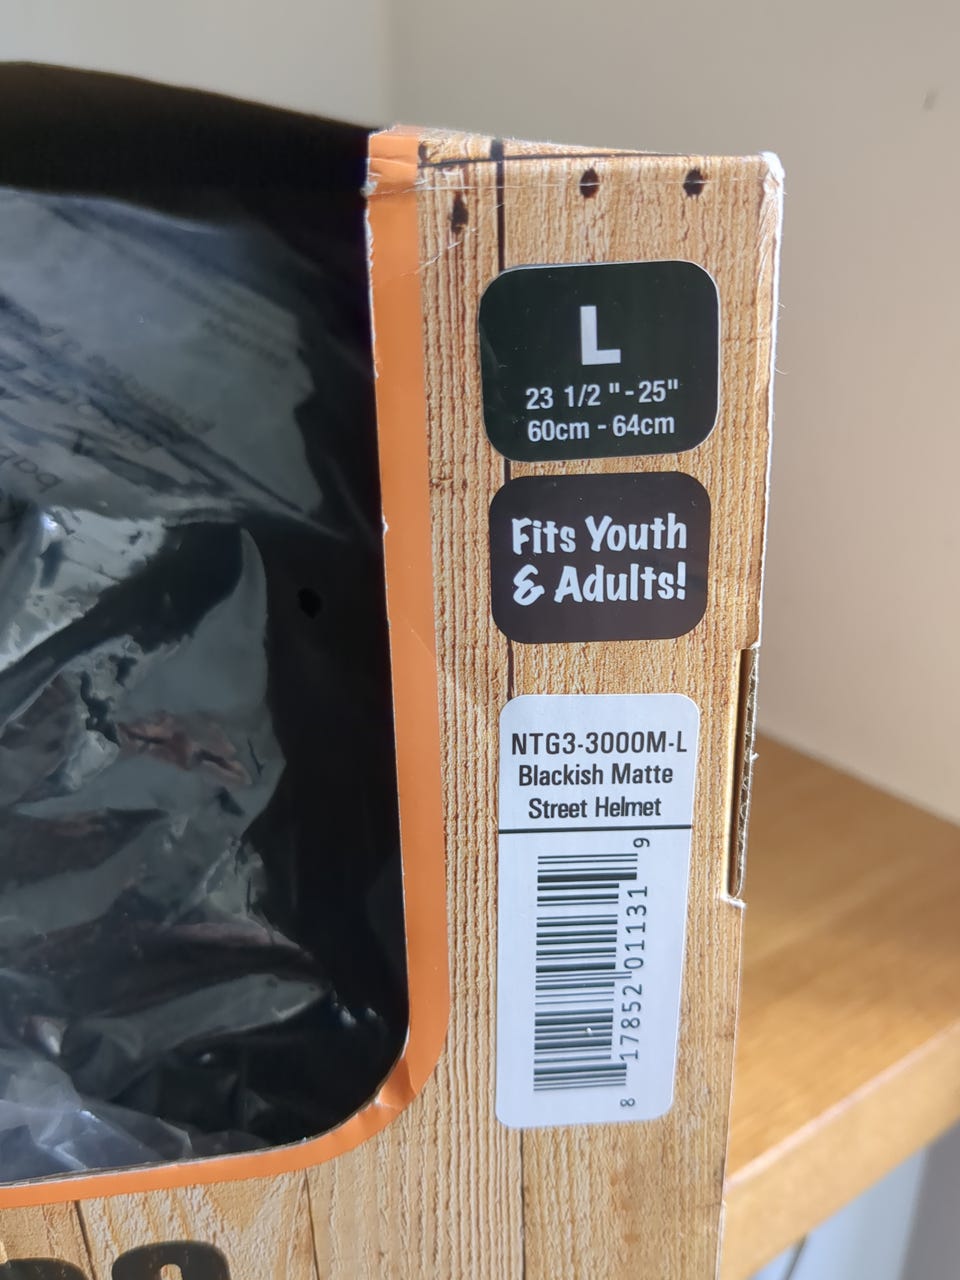 L
23 1/2 "- 25"
60cm - 64cm
Fits Youth
& Adults!
NTG3-3000M-L
Blackish Matte
Street Helmet
8 17852 01131 9